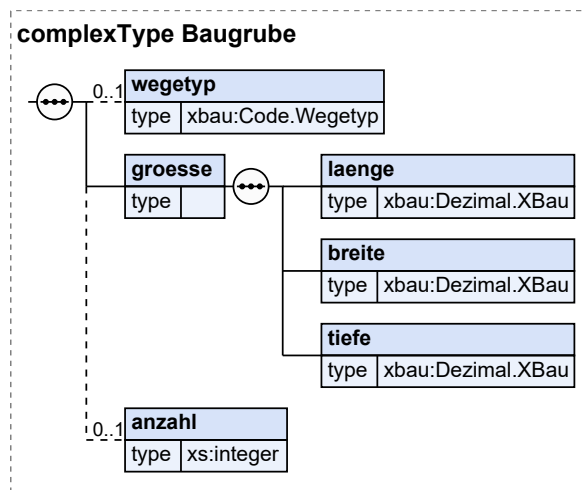 complexType Baugrube
0..1
wegetyp
type xbau:Code.Wegetyp
groesse
type
laenge
type xbau:Dezimal.XBau
breite
type xbau:Dezimal.XBau
tiefe
type xbau:Dezimal.XBau
0..1
anzahl
type xs:integer